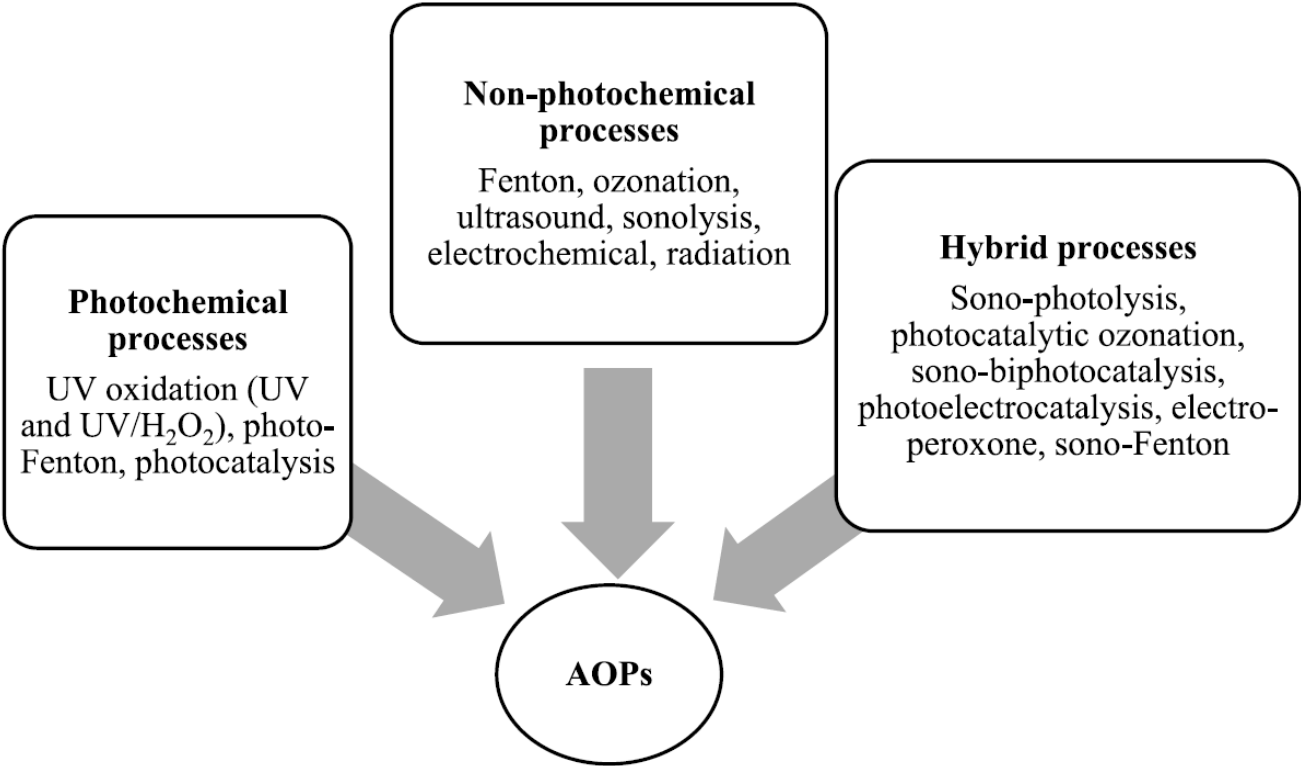 Non-photochemical
processes
Fenton, ozonation,
ultrasound, sonolysis,
electrochemical, radiation
Hybrid processes
Sono-photolysis,
photocatalytic ozonation,
sono-biphotocatalysis,
photoelectrocatalysis, electro-
peroxone, sono-Fenton
Photochemical
processes
UV oxidation (UV
and UV/H₂O₂), photo-
Fenton, photocatalysis
AOPs